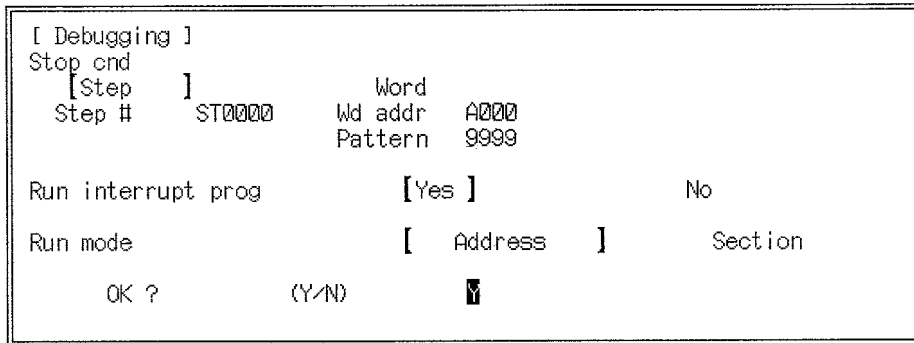 [ Debugging ]
Stop cnd
[Step ] Word
Step # ST0000 Wd addr A000
Pattern 9999
Run interrupt prog [Yes ] No
Run mode [ Address ] Section
OK ? (Y/N) Y